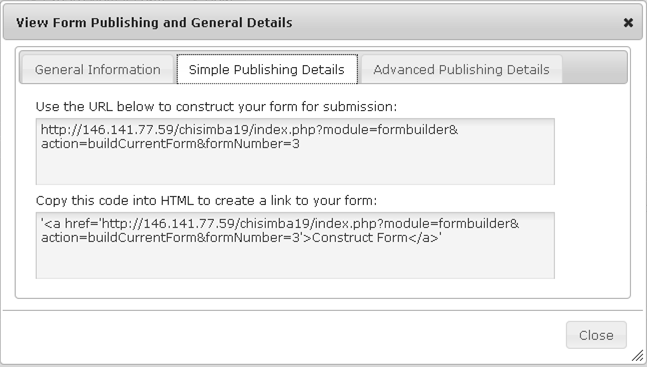 View Form Publishing and General Details
General Information
Simple Publishing Details
Advanced Publishing Details
Use the URL below to construct your form for submission:
http://146.141.77.59/chisimba19/index.php?module=formbuilder&
action=buildCurrentForm&formNumber=3
Copy this code into HTML to create a link to your form:
'<a href='http://146.141.77.59/chisimba19/index.php?module=formbuilder&
action=buildCurrentForm&formNumber=3'>Construct Form</a>'
Close